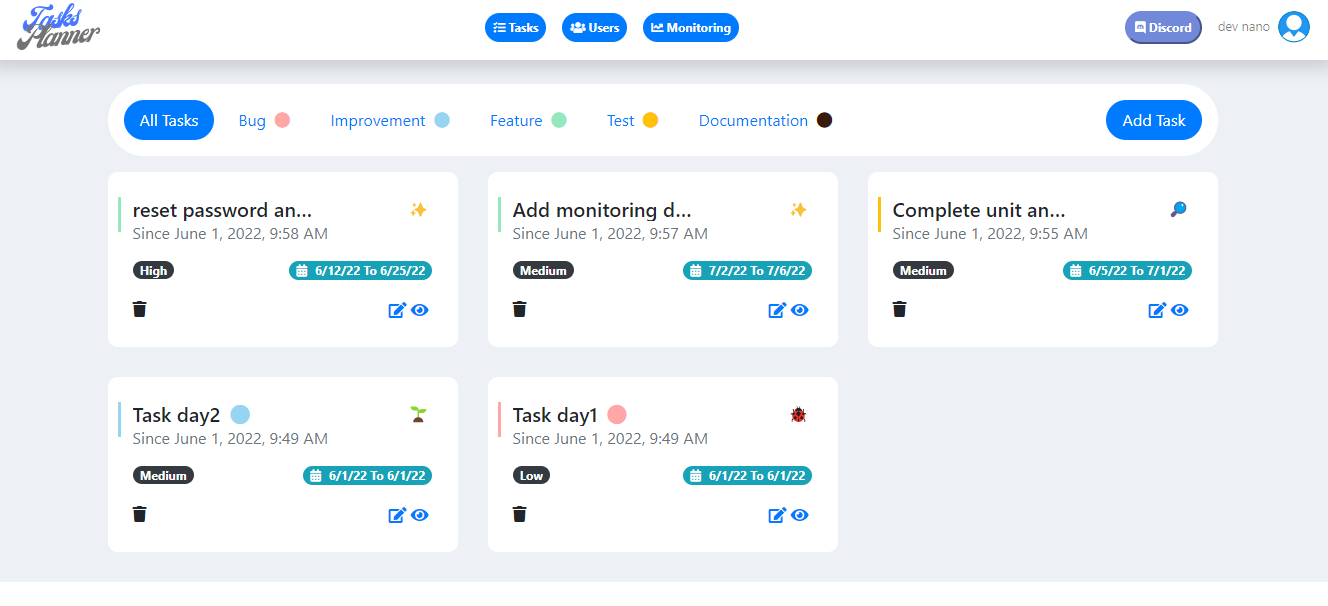 Tasks
Planner
Tasks
Users
Monitoring
Discord
dev nano
All Tasks
Bug
Improvement
Feature
Test
Documentation
Add Task
reset password an...
Since June 1, 2022, 9:58 AM
High
6/12/22 To 6/25/22
Add monitoring d...
Since June 1, 2022, 9:57 AM
Medium
7/2/22 To 7/6/22
Complete unit an...
Since June 1, 2022, 9:55 AM
Medium
6/5/22 To 7/1/22
Task day2
Since June 1, 2022, 9:49 AM
Medium
6/1/22 To 6/1/22
Task day1
Since June 1, 2022, 9:49 AM
Low
6/1/22 To 6/1/22